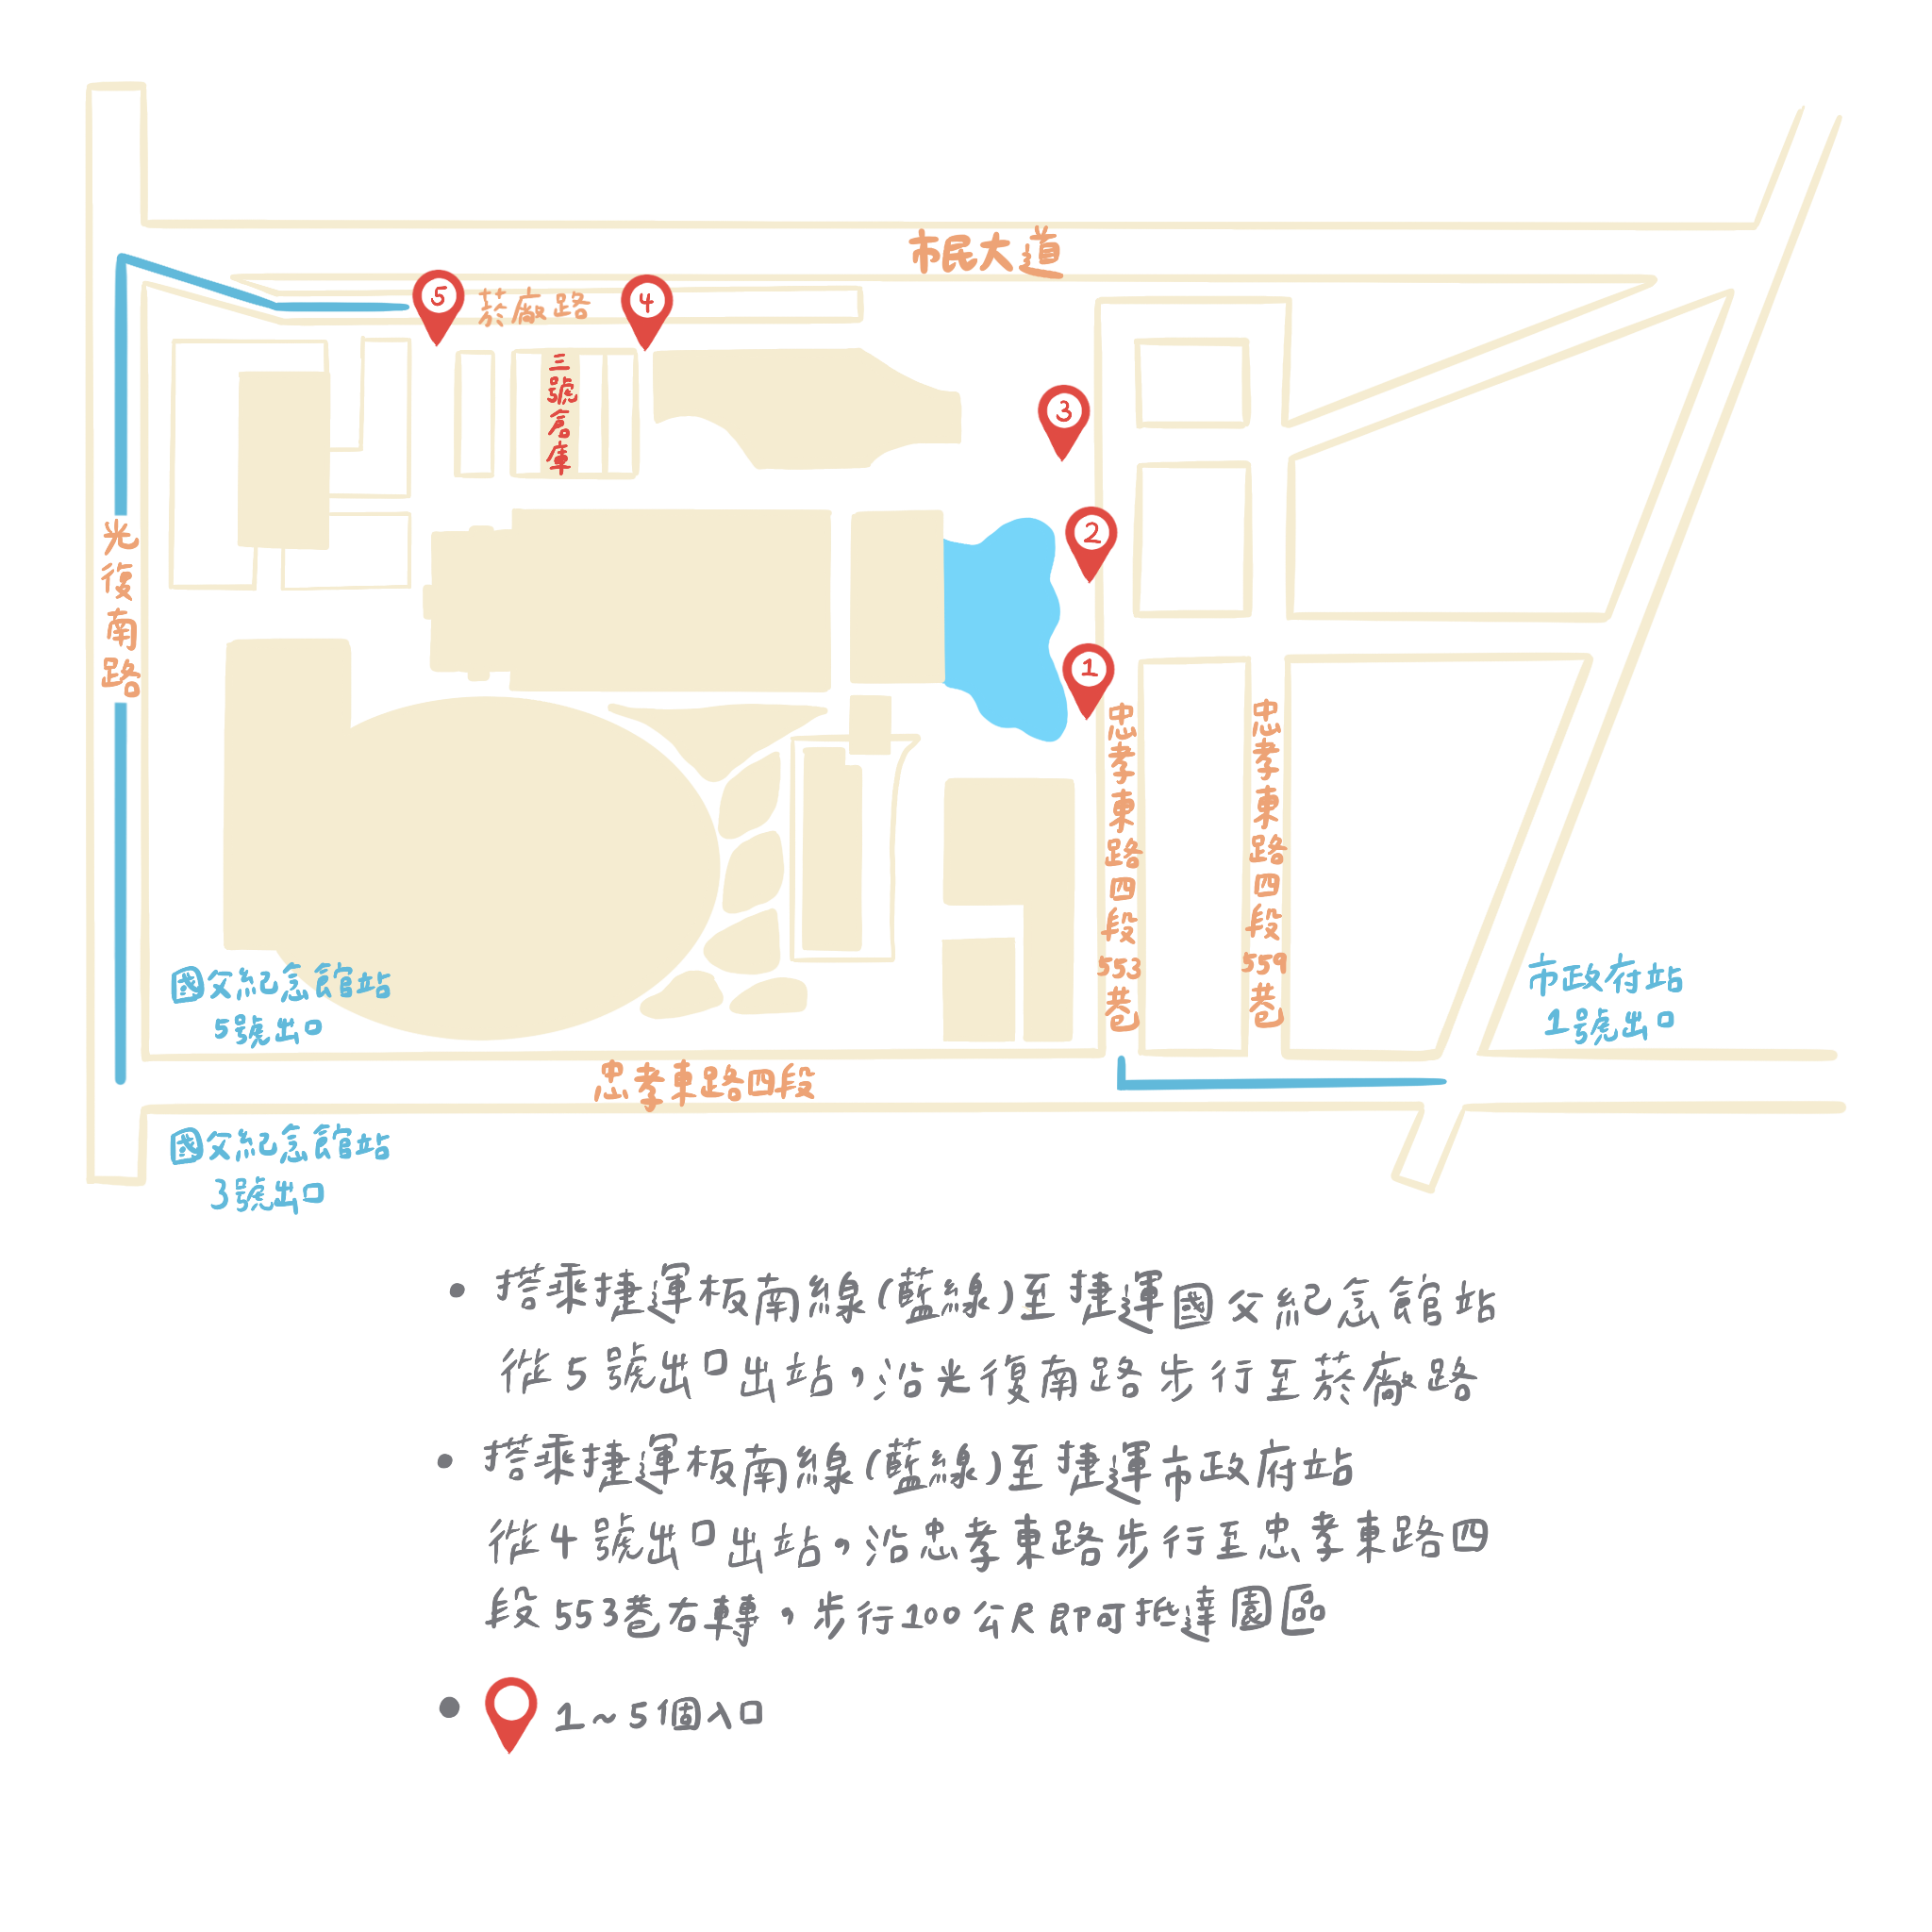 市民大道
菸廠路
5
4
三號倉庫
3
2
1
光復南路
忠孝東路四段553巷
忠孝東路四段559巷
國父紀念館站
5號出口
市政府站
1號出口
忠孝東路四段
國父紀念館站
3號出口
• 搭乘捷運板南線(藍線)至捷運國父紀念館站
從5號出口出站,沿光復南路步行至菸廠路
• 搭乘捷運板南線(藍線)至捷運市政府站
從4號出口出站,沿忠孝東路步行至忠孝東路四
段553巷右轉,步行100公尺即可抵達園區
• 1~5個入口